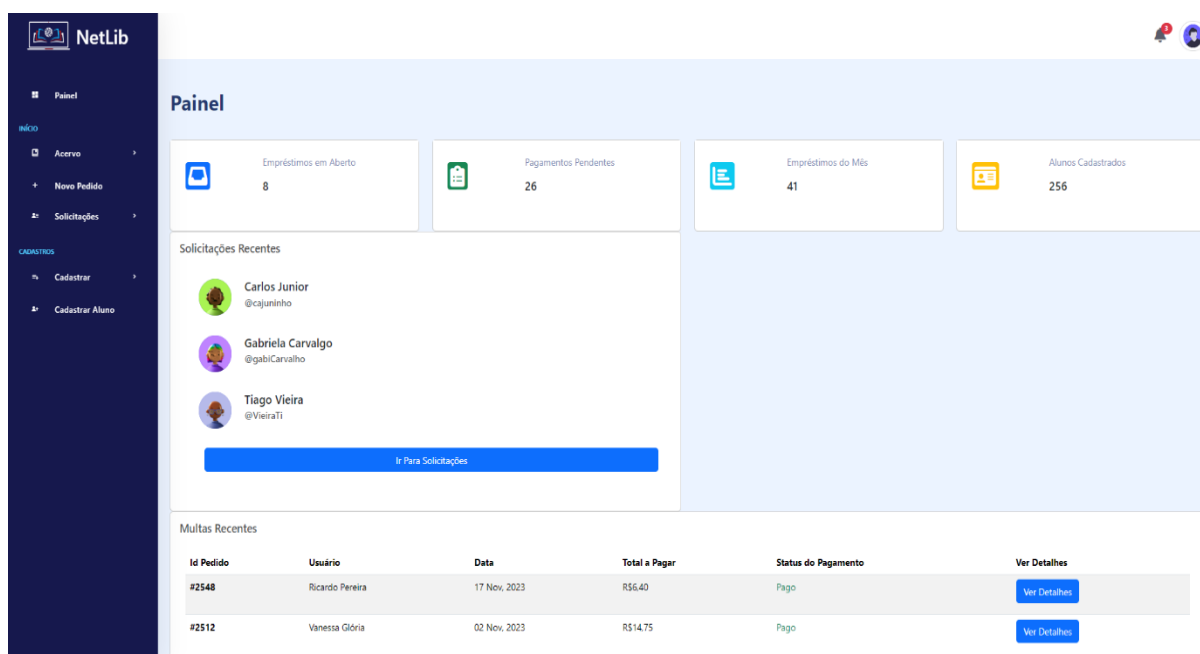 NetLib
3
Painel
INÍCIO
Acervo
Novo Pedido
Solicitações
CADASTROS
Cadastrar
Cadastrar Aluno
Painel
Empréstimos em Aberto
8
Pagamentos Pendentes
26
Empréstimos do Mês
41
Alunos Cadastrados
256
Solicitações Recentes
Carlos Junior
@cajuninho
Gabriela Carvalgo
@gabiCarvalho
Tiago Vieira
@VieiraTi
Ir Para Solicitações
Multas Recentes
Id Pedido Usuário Data Total a Pagar Status do Pagamento Ver Detalhes
#2548 Ricardo Pereira 17 Nov, 2023 R$6,40 Pago Ver Detalhes
#2512 Vanessa Glória 02 Nov, 2023 R$14,75 Pago Ver Detalhes